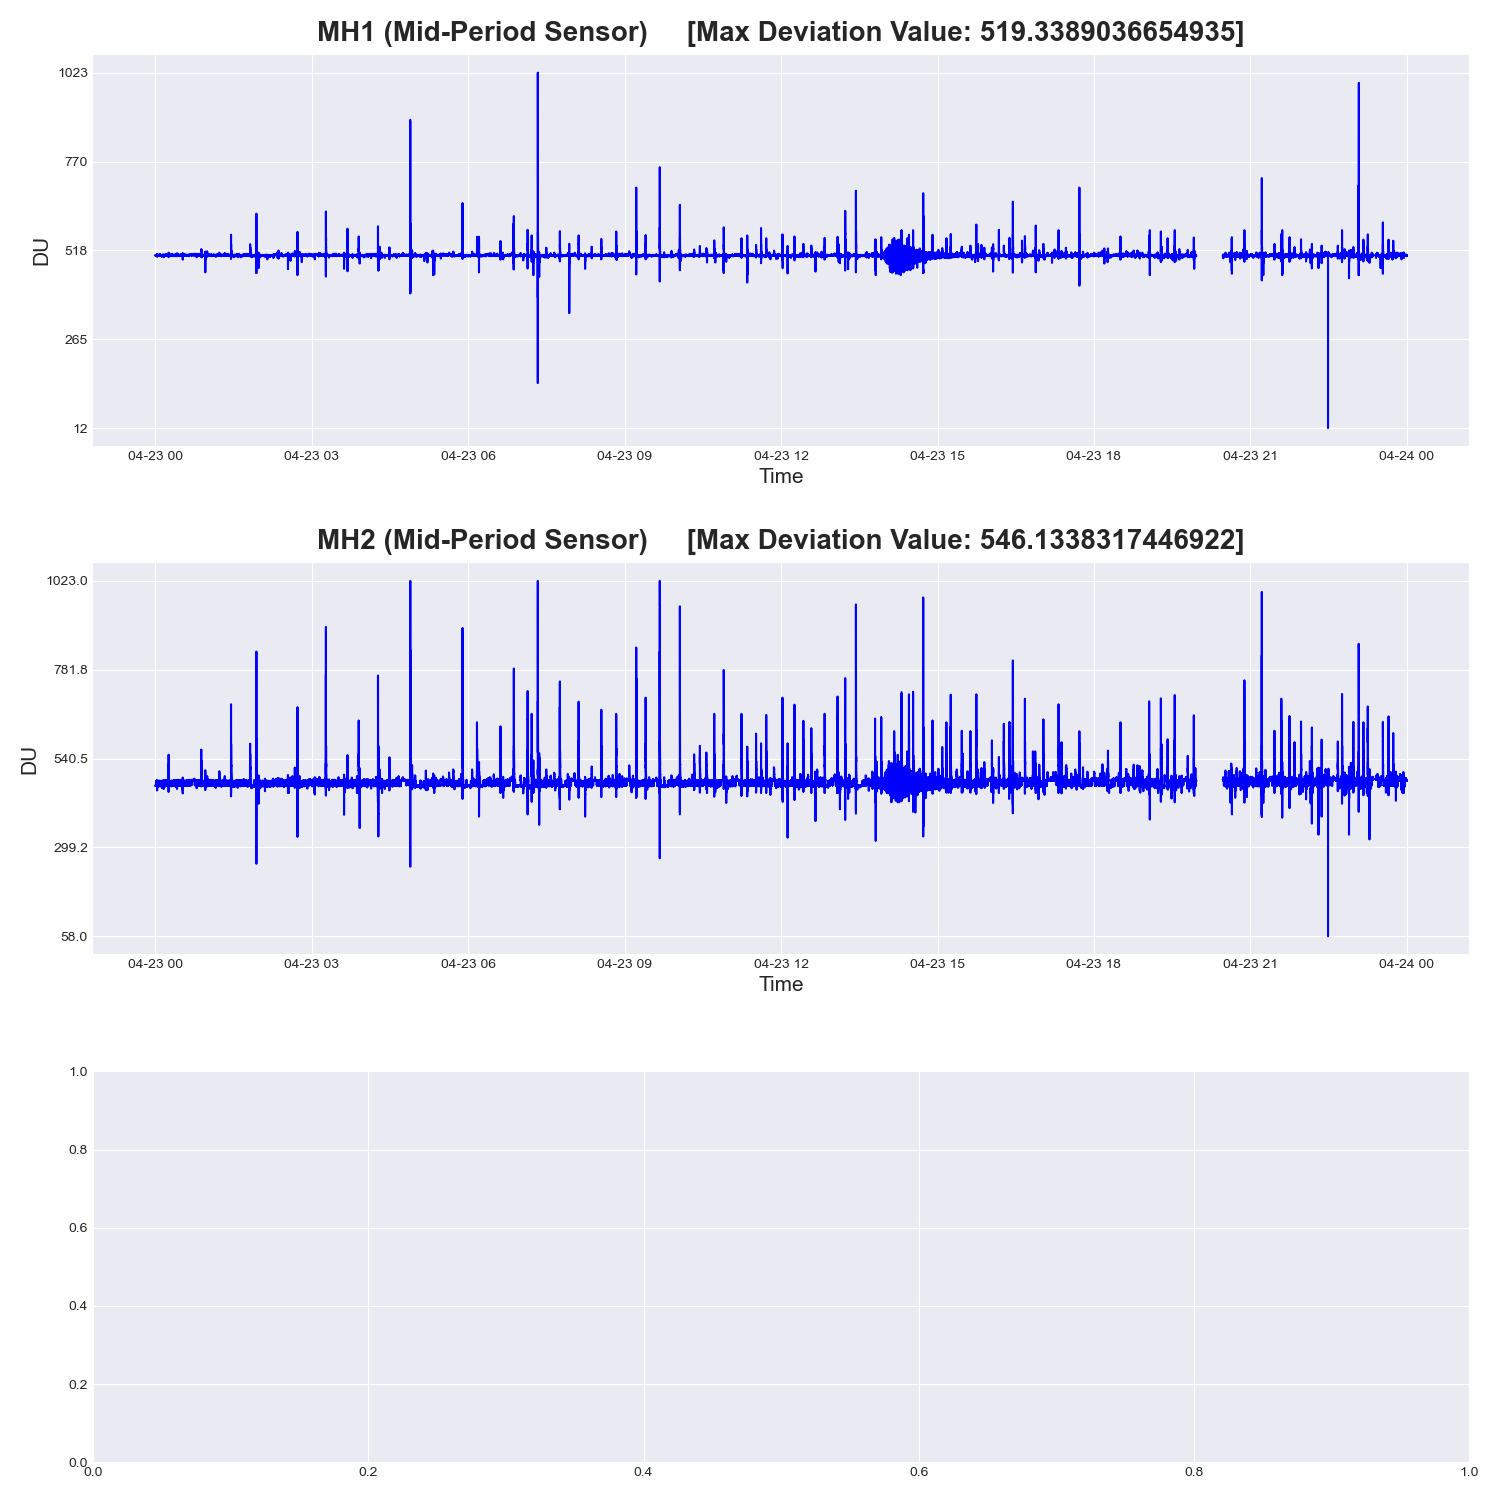 MH1 (Mid-Period Sensor) [Max Deviation Value: 519.3389036654935]
1023
770
518
265
12
DU
04-23 00 04-23 03 04-23 06 04-23 09 04-23 12 04-23 15 04-23 18 04-23 21 04-24 00
Time
MH2 (Mid-Period Sensor) [Max Deviation Value: 546.1338317446922]
1023.0
781.8
540.5
299.2
58.0
DU
04-23 00 04-23 03 04-23 06 04-23 09 04-23 12 04-23 15 04-23 18 04-23 21 04-24 00
Time
1.0
0.8
0.6
0.4
0.2
0.0
0.0 0.2 0.4 0.6 0.8 1.0